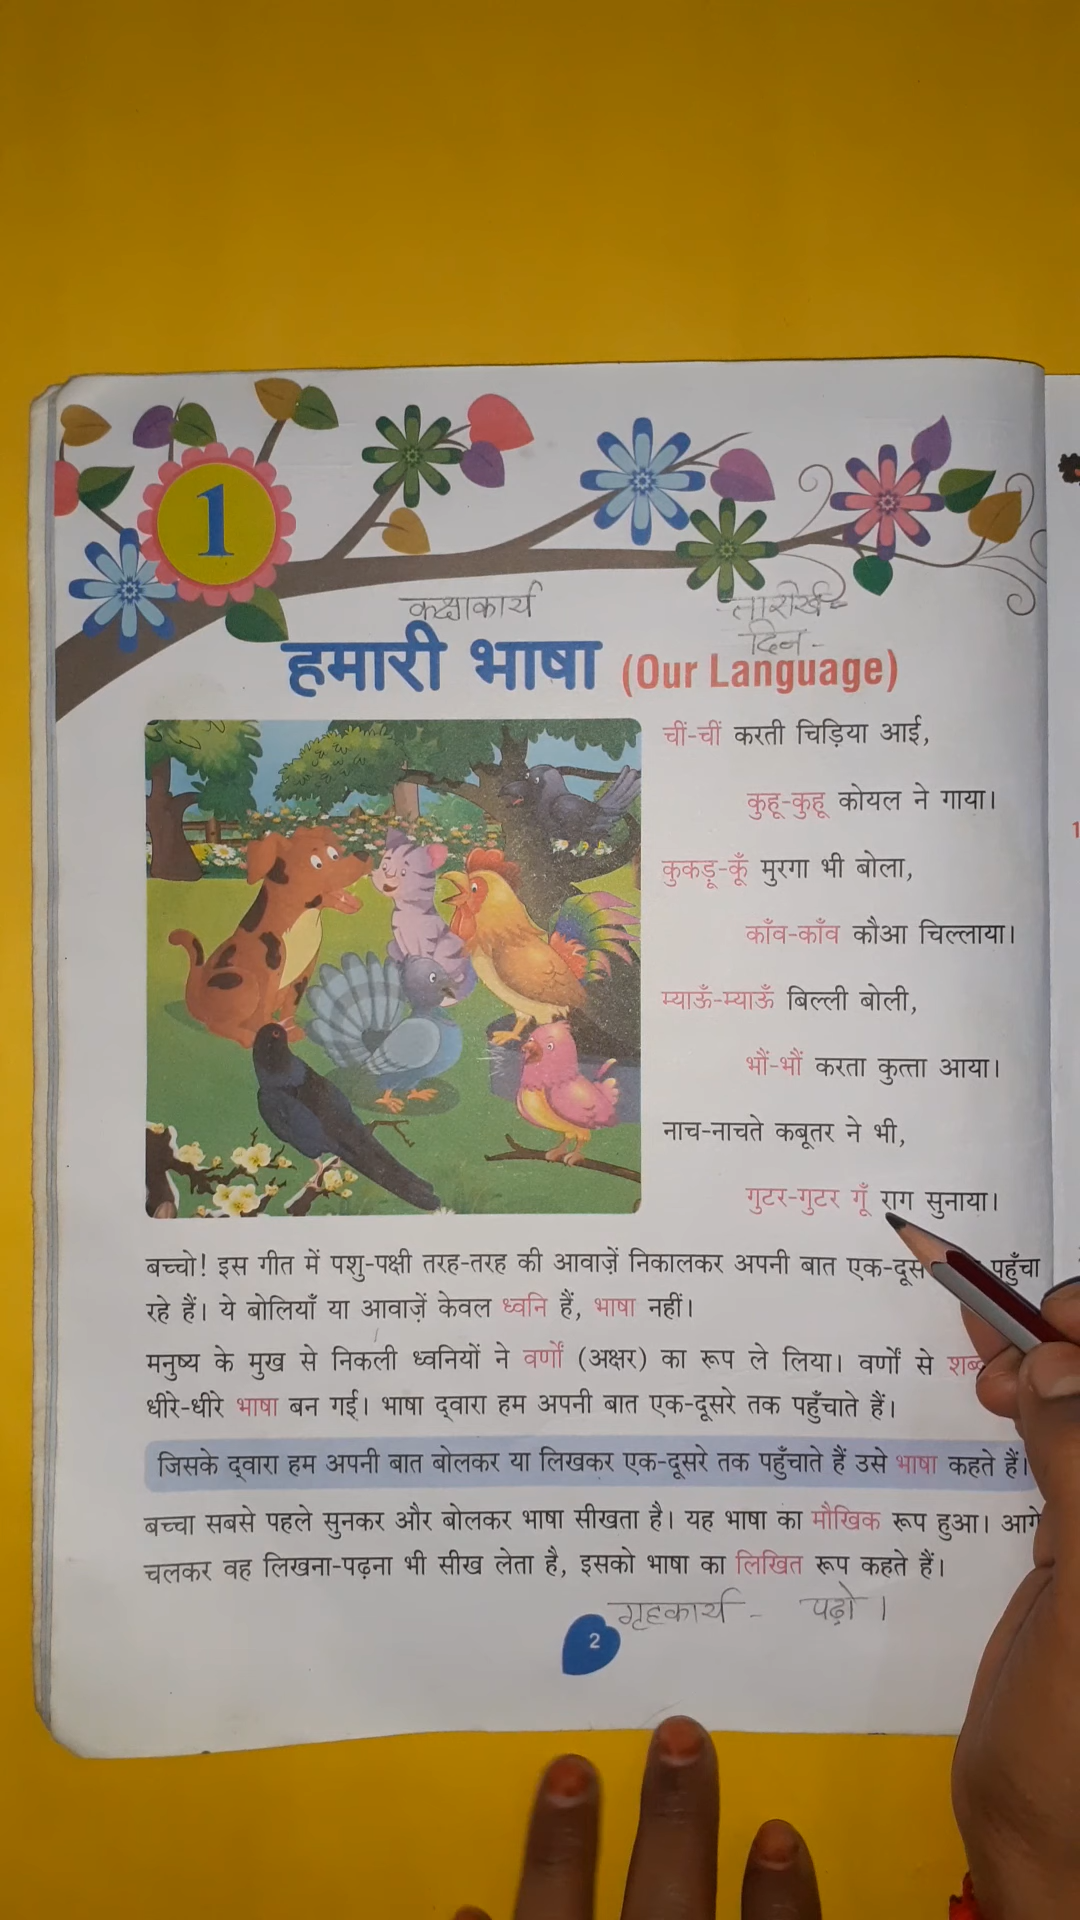 1
कक्षाकार्य
तारीख-
दिन-
हमारी भाषा (Our Language)
चीं-चीं करती चिड़िया आई,
कुहू-कुहू कोयल ने गाया।
कुकड़ू-कूँ मुरगा भी बोला,
काँव-काँव कौआ चिल्लाया।
म्याऊँ-म्याऊँ बिल्ली बोली,
भौं-भौं करता कुत्ता आया।
नाच-नाचते कबूतर ने भी,
गुटर-गुटर गूँ राग सुनाया।
बच्चो! इस गीत में पशु-पक्षी तरह-तरह की आवाज़ें निकालकर अपनी बात पहुँचा
रहे हैं। ये बोलियाँ या आवाज़ें केवल ध्वनि हैं, भाषा नहीं।
मनुष्य के मुख से निकली ध्वनियों ने वर्णों (अक्षर) का रूप ले लिया। वर्णों से
धीरे-धीरे भाषा बन गई। भाषा द्वारा हम अपनी बात एक-दूसरे तक पहुँचाते हैं।
जिसके द्वारा हम अपनी बात बोलकर या लिखकर एक-दूसरे तक पहुँचाते हैं उसे भाषा कहते हैं।
बच्चा सबसे पहले सुनकर और बोलकर भाषा सीखता है। यह भाषा का मौखिक रूप हुआ। आगे
चलकर वह लिखना-पढ़ना भी सीख लेता है, इसको भाषा का लिखित रूप कहते हैं।
गृहकार्य - पढ़ो।
2
1